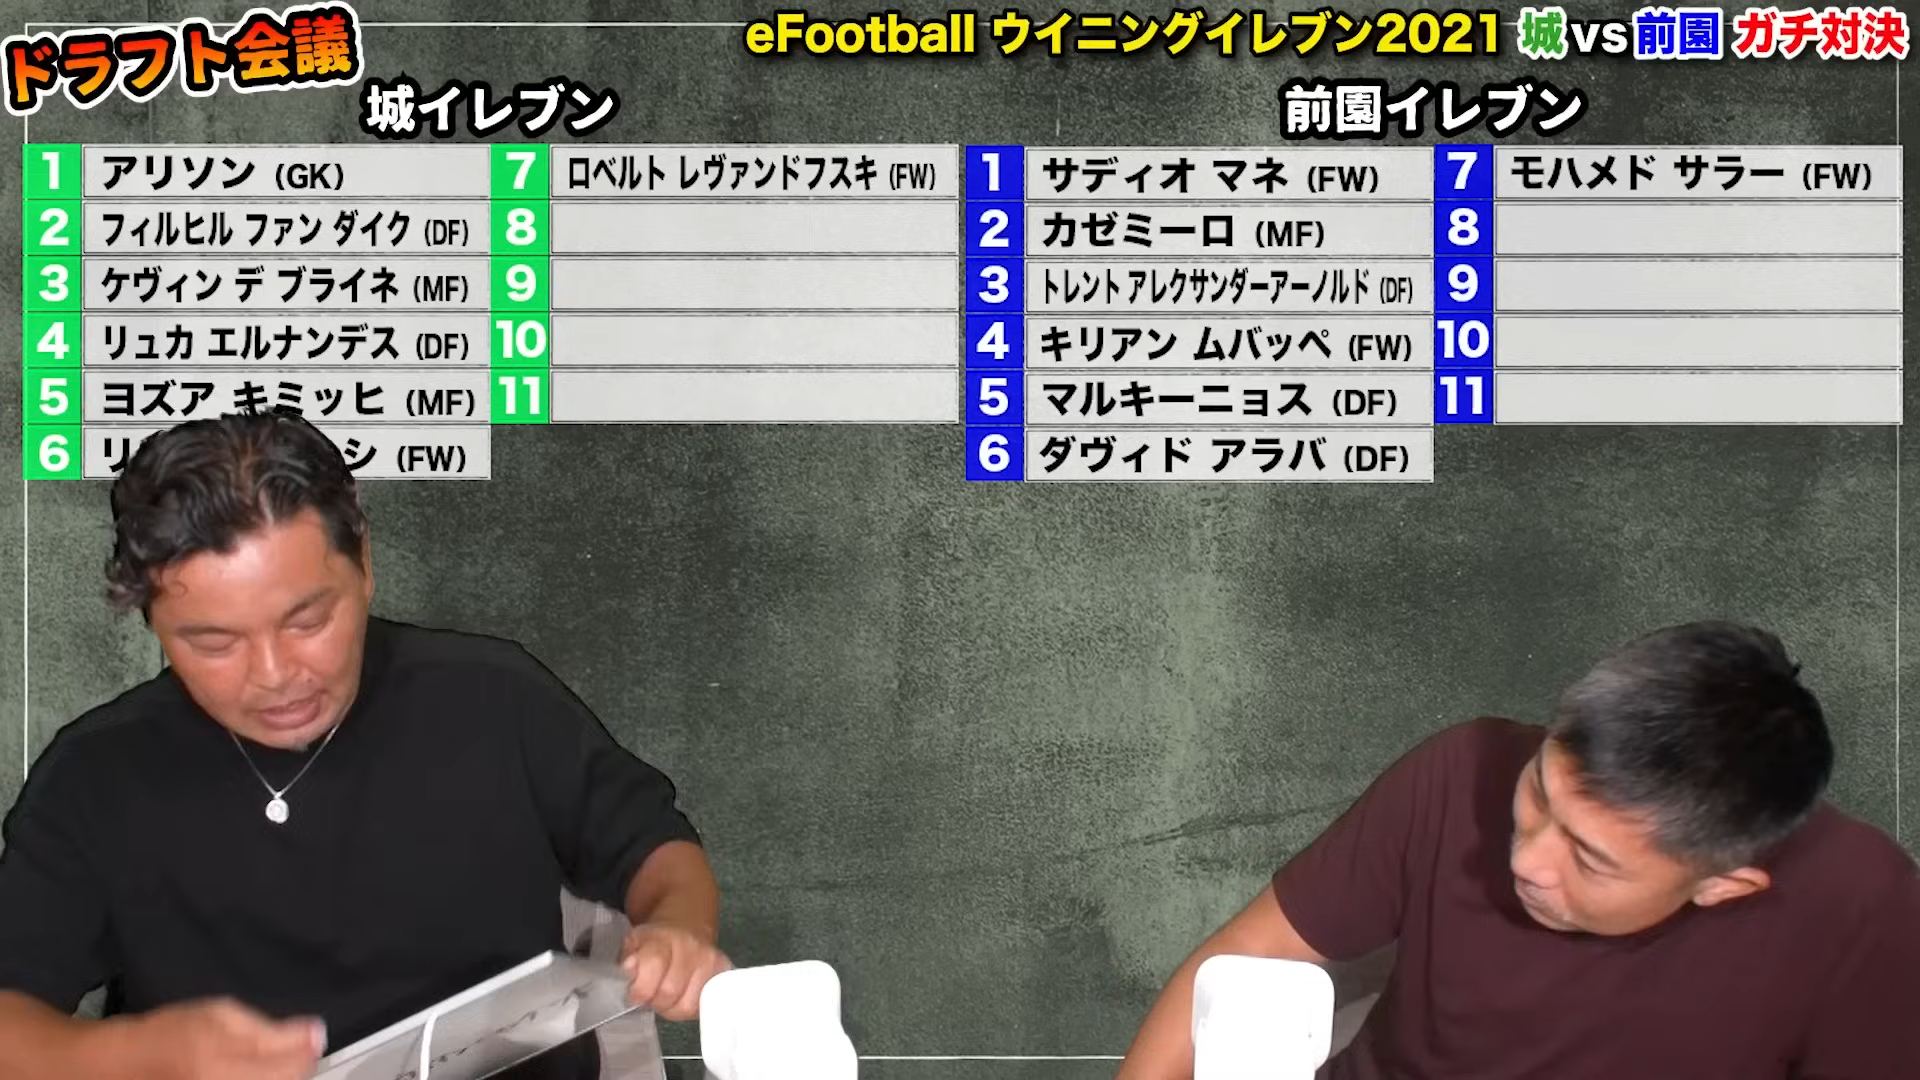 ドラフト会議
eFootball ウイニングイレブン2021 城vs前園 ガチ対決
城イレブン
1 アリソン (GK)
2 フィルヒル ファン ダイク (DF)
3 ケヴィン デ ブライネ (MF)
4 リュカ エルナンデス (DF)
5 ヨズア キミッヒ (MF)
6 シ (FW)
7 ロベルト レヴァンドフスキ (FW)
8
9
10
11
前園イレブン
1 サディオ マネ (FW)
2 カゼミーロ (MF)
3 トレント アレクサンダーアーノルド (DF)
4 キリアン ムバッペ (FW)
5 マルキーニョス (DF)
6 ダヴィド アラバ (DF)
7 モハメド サラー (FW)
8
9
10
11